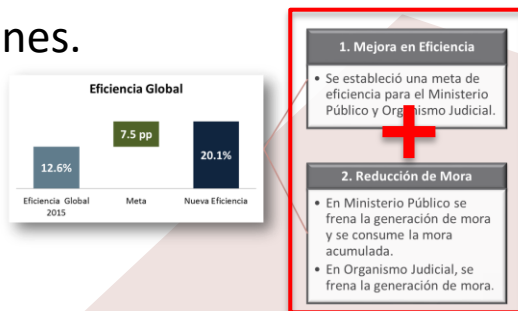 nes.
Eficiencia Global
12.6%
7.5 pp
20.1%
Eficiencia Global
2015
Meta
Nueva Eficiencia
1. Mejora en Eficiencia
• Se estableció una meta de
eficiencia para el Ministerio
Público y Organismo Judicial.
2. Reducción de Mora
• En Ministerio Público se
frena la generación de mora
y se consume la mora
acumulada.
• En Organismo Judicial, se
frena la generación de mora.